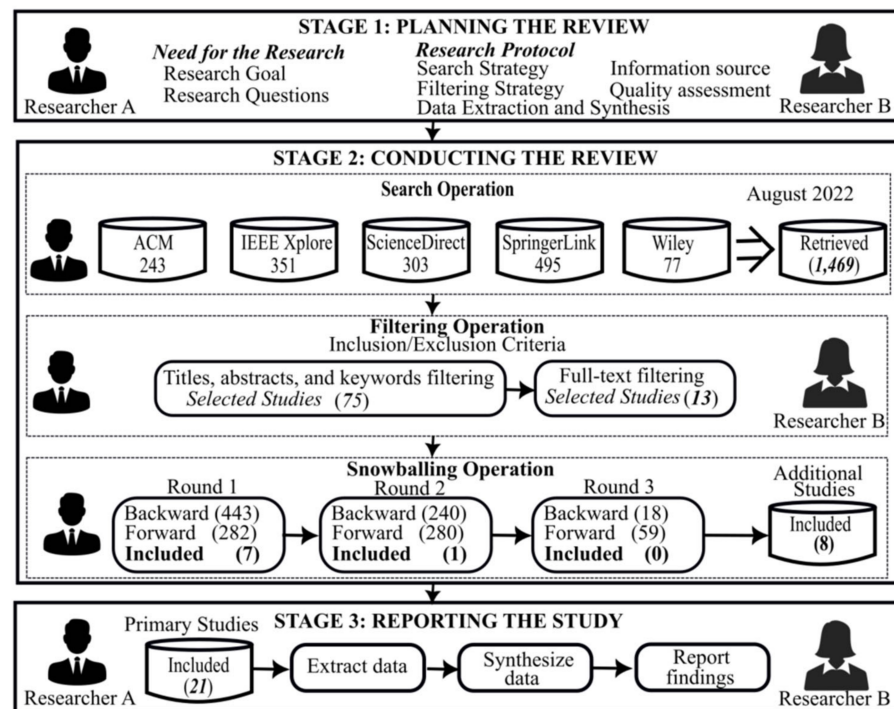 STAGE 1: PLANNING THE REVIEW
Researcher A
Need for the Research
Research Goal
Research Questions
Research Protocol
Search Strategy
Filtering Strategy
Data Extraction and Synthesis
Information source
Quality assessment
Researcher B
STAGE 2: CONDUCTING THE REVIEW
Search Operation
August 2022
ACM
243
IEEE Xplore
351
ScienceDirect
303
SpringerLink
495
Wiley
77
Retrieved
(1,469)
Filtering Operation
Inclusion/Exclusion Criteria
Titles, abstracts, and keywords filtering
Selected Studies (75)
Full-text filtering
Selected Studies (13)
Researcher B
Snowballing Operation
Round 1
Backward (443)
Forward (282)
Included (7)
Round 2
Backward (240)
Forward (280)
Included (1)
Round 3
Backward (18)
Forward (59)
Included (0)
Additional
Studies
Included
(8)
STAGE 3: REPORTING THE STUDY
Researcher A
Primary Studies
Included
(21)
Extract data
Synthesize
data
Report
findings
Researcher B